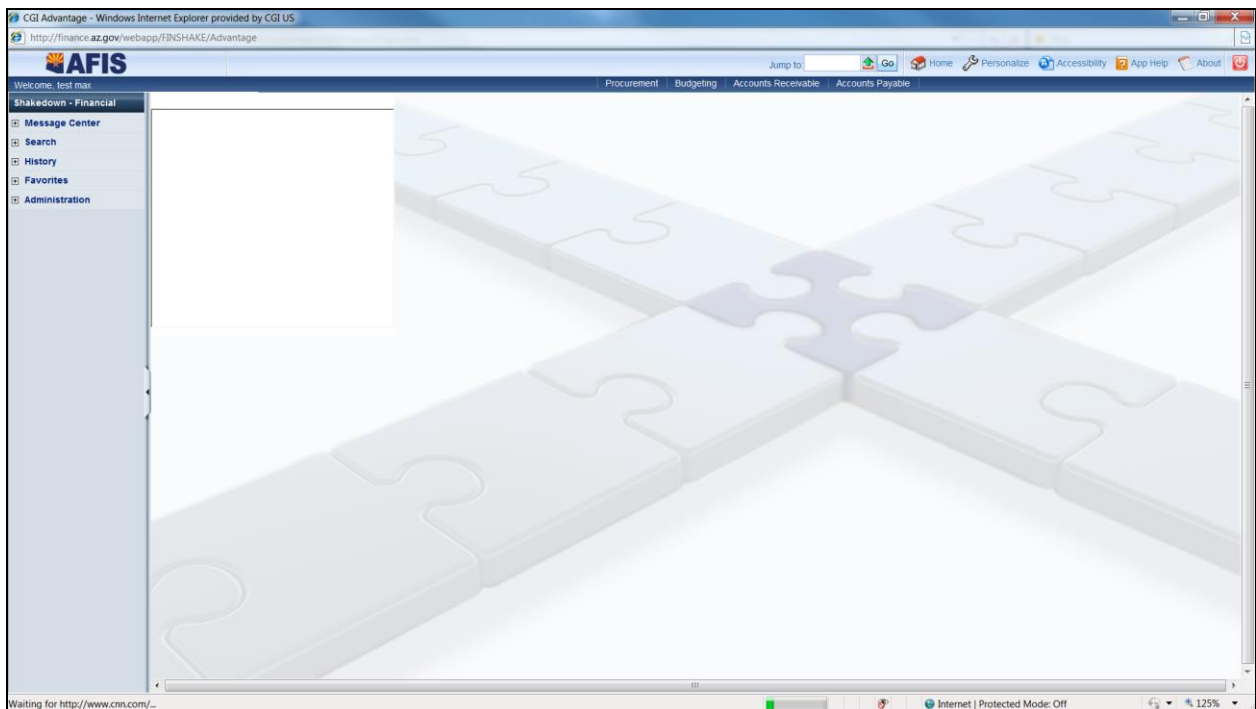 CGI Advantage - Windows Internet Explorer provided by CGI US
http://finance.az.gov/webapp/FINSHAKE/Advantage
AFIS
Jump to: Go Home Personalize Accessibility App Help About
Welcome, test max
Procurement Budgeting Accounts Receivable Accounts Payable
Shakedown - Financial
Message Center
Search
History
Favorites
Administration
Waiting for http://www.cnn.com/... Internet | Protected Mode: Off 125%